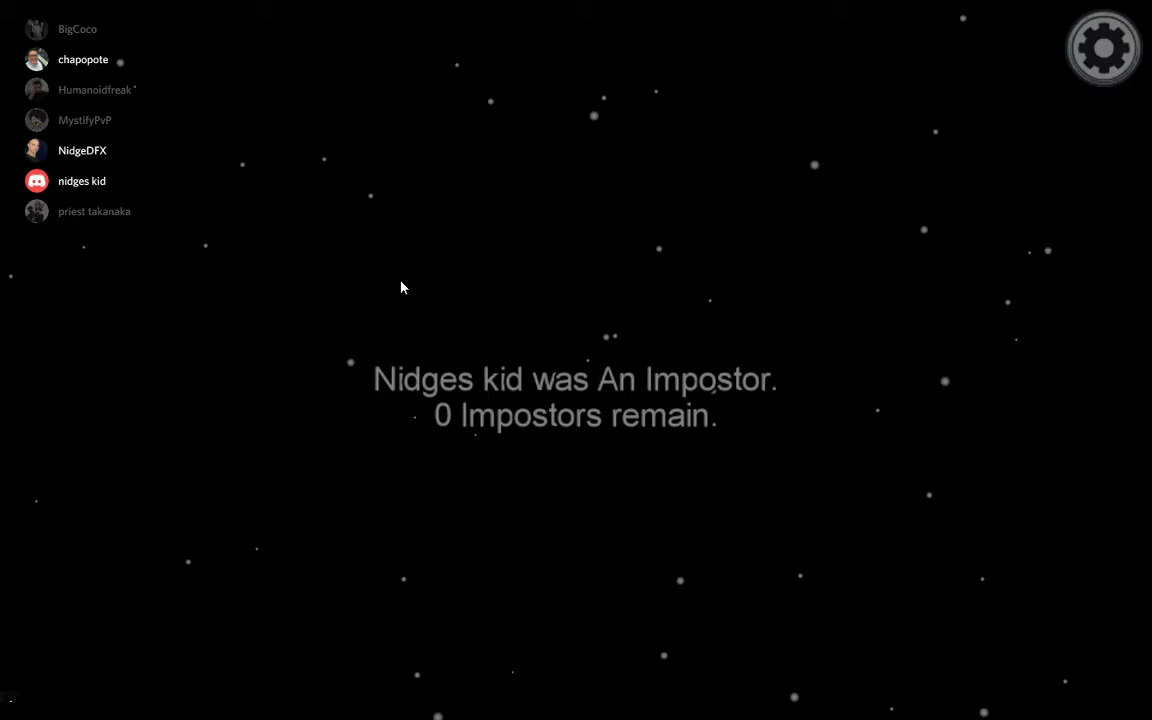 BigCoco
chapopote
Humanoidfreak
MystifyPvP
NidgeDFX
nidges kid
priest takanaka
Nidges kid was An Impostor.
0 Impostors remain.